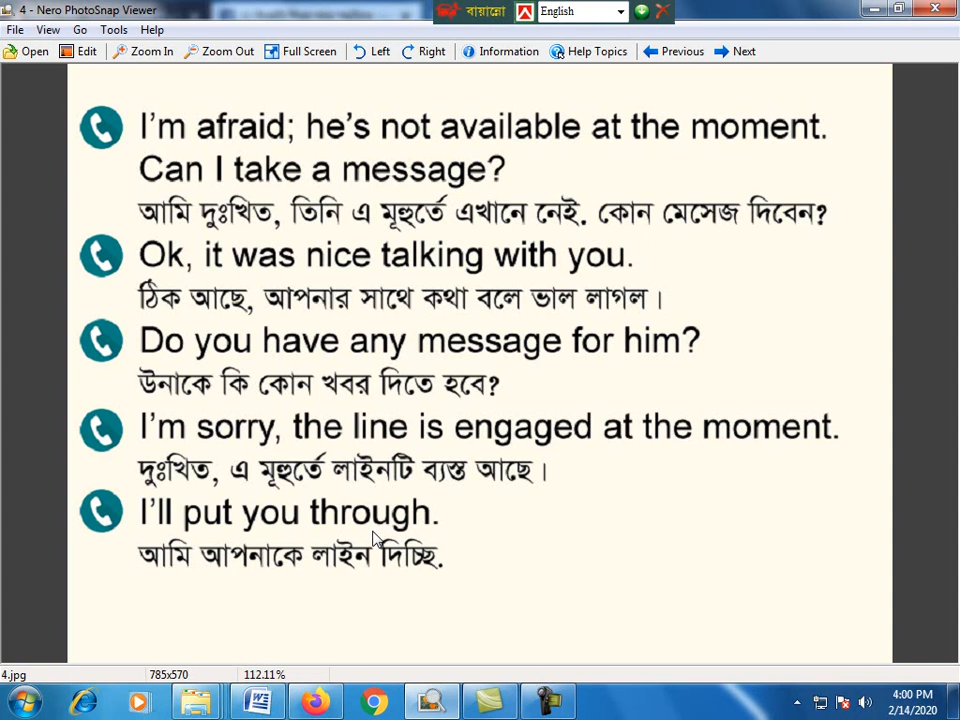 4 - Nero PhotoSnap Viewer
বায়ান্নো English
File View Go Tools Help
Open Edit Zoom In Zoom Out Full Screen Left Right Information Help Topics Previous Next
I'm afraid; he's not available at the moment.
Can I take a message?
আমি দুঃখিত, তিনি এ মূহুর্তে এখানে নেই. কোন মেসেজ দিবেন?
Ok, it was nice talking with you.
ঠিক আছে, আপনার সাথে কথা বলে ভাল লাগল।
Do you have any message for him?
উনাকে কি কোন খবর দিতে হবে?
I'm sorry, the line is engaged at the moment.
দুঃখিত, এ মূহুর্তে লাইনটি ব্যস্ত আছে।
I'll put you through.
আমি আপনাকে লাইন দিচ্ছি.
4.jpg 785x570 112.11%
4:00 PM
2/14/2020